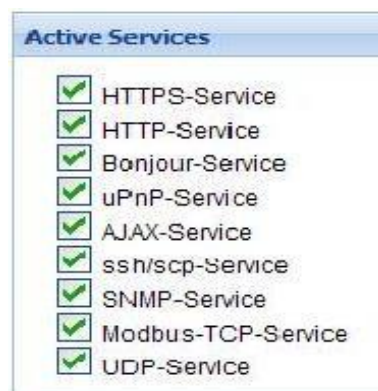 Active Services
HTTPS-Service
HTTP-Service
Bonjour-Service
uPnP-Service
AJAX-Service
ssh/scp-Service
SNMP-Service
Modbus-TCP-Service
UDP-Service